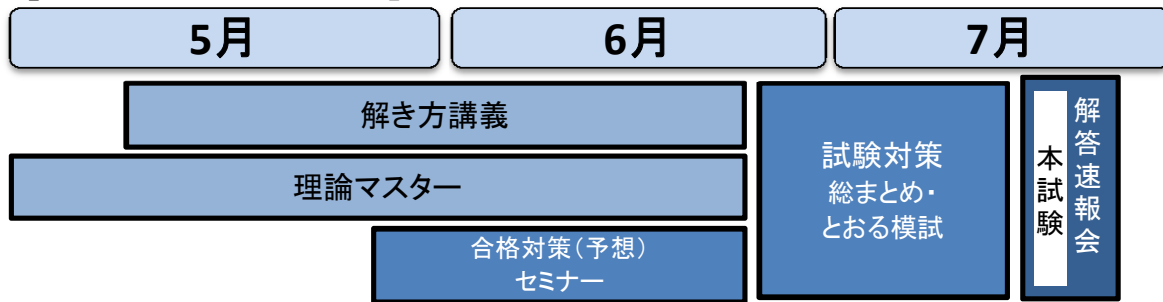 5月
6月
7月
解き方講義
理論マスター
合格対策(予想)
セミナー
試験対策
総まとめ・
とおる模試
本試験
解答速報会